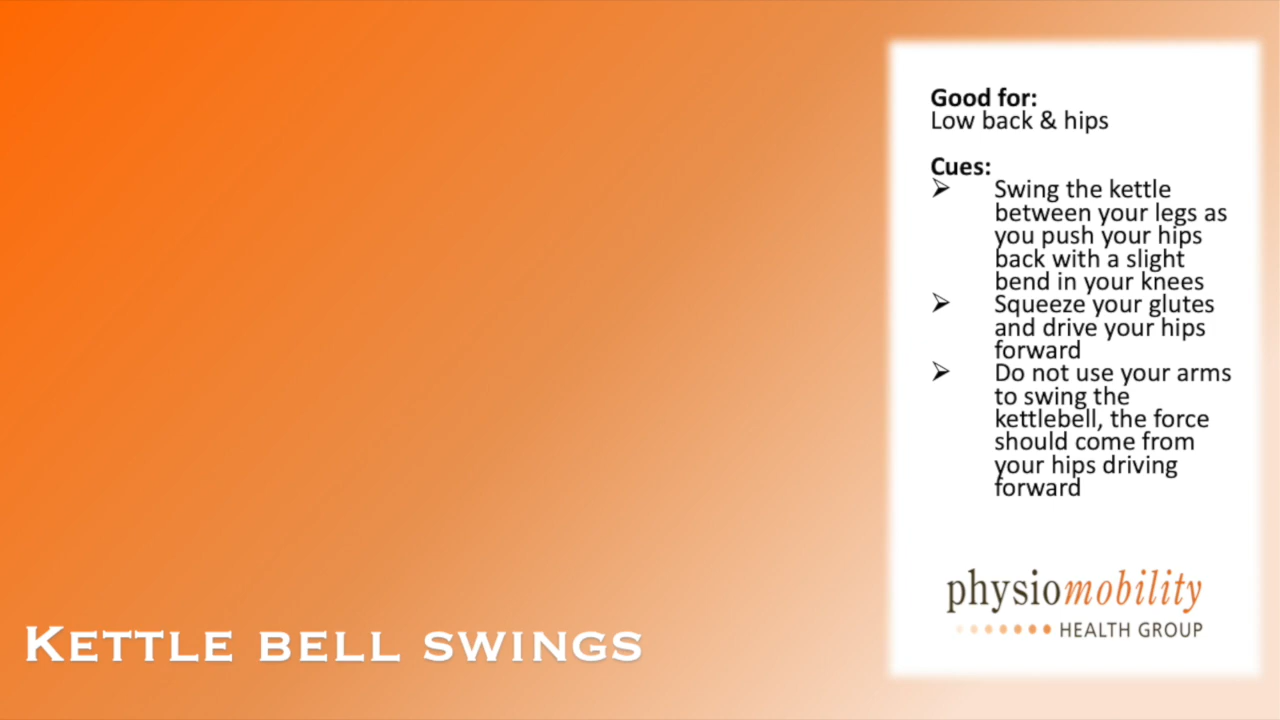 Good for:
Low back & hips
Cues:
➢ Swing the kettle
between your legs as
you push your hips
back with a slight
bend in your knees
➢ Squeeze your glutes
and drive your hips
forward
➢ Do not use your arms
to swing the
kettlebell, the force
should come from
your hips driving
forward
physiomobility
HEALTH GROUP
KETTLE BELL SWINGS